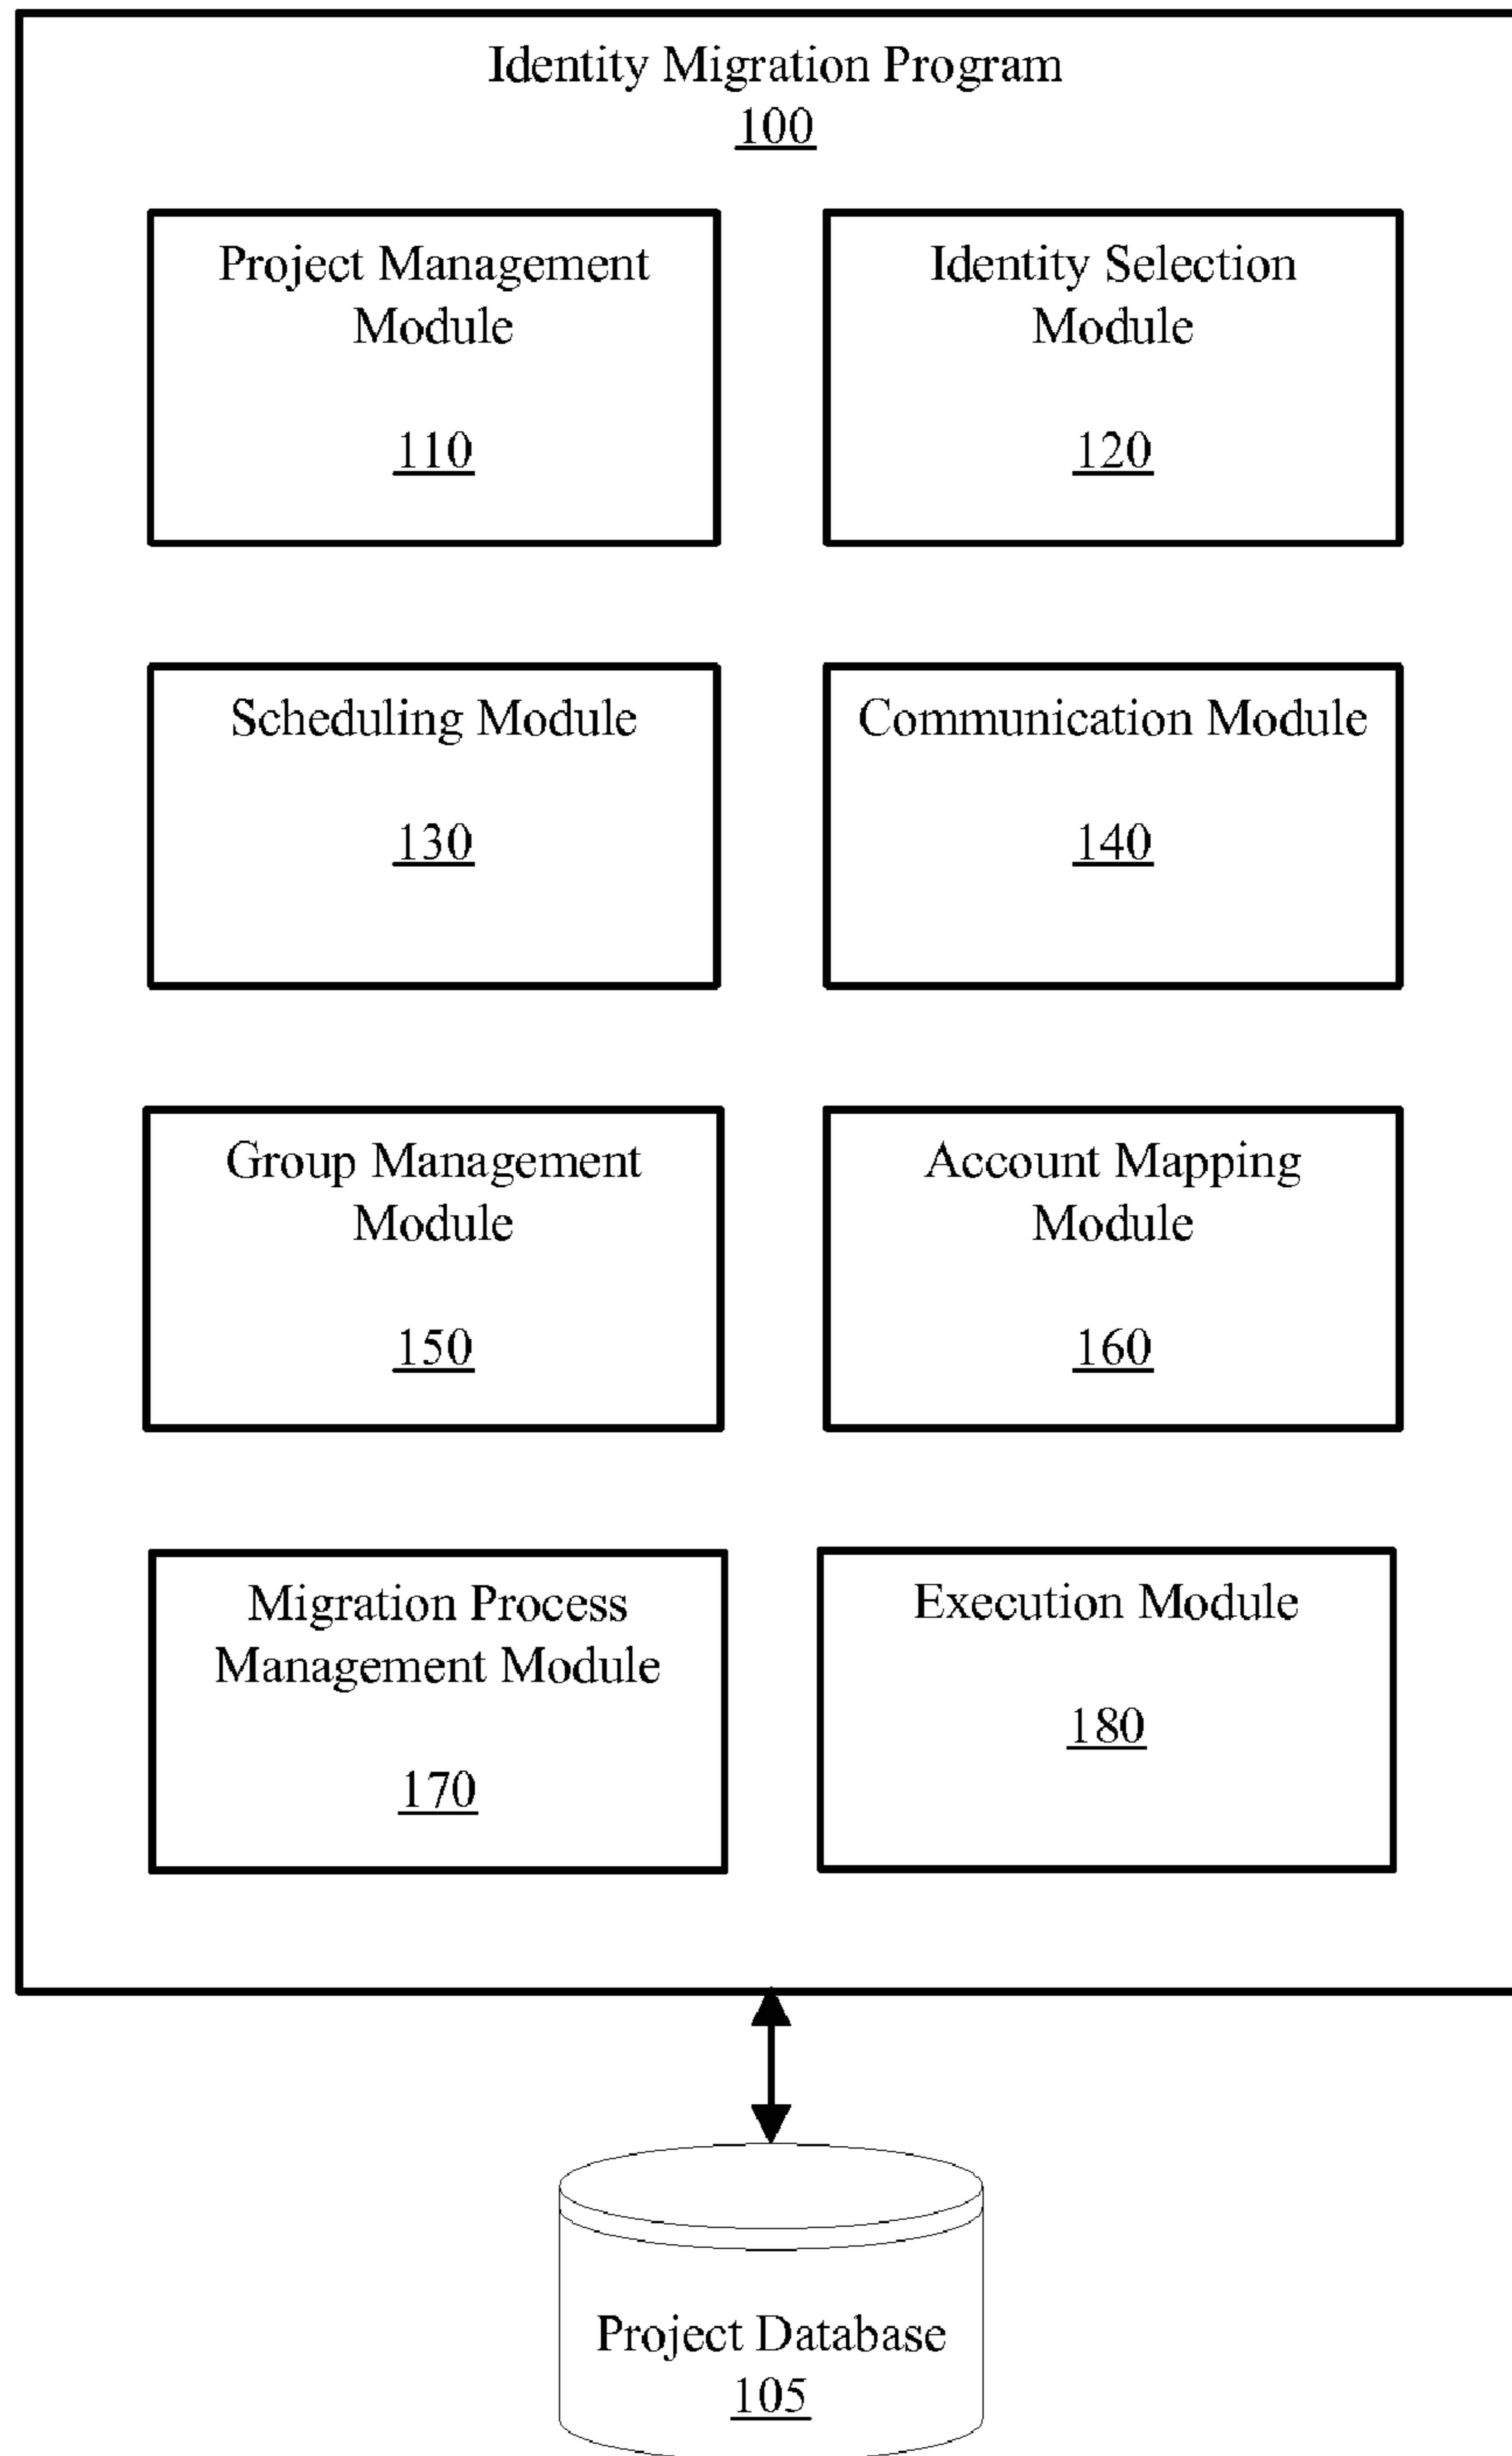 Identity Migration Program
100
Project Management
Module
110
Identity Selection
Module
120
Scheduling Module
130
Communication Module
140
Group Management
Module
150
Account Mapping
Module
160
Migration Process
Management Module
170
Execution Module
180
Project Database
105